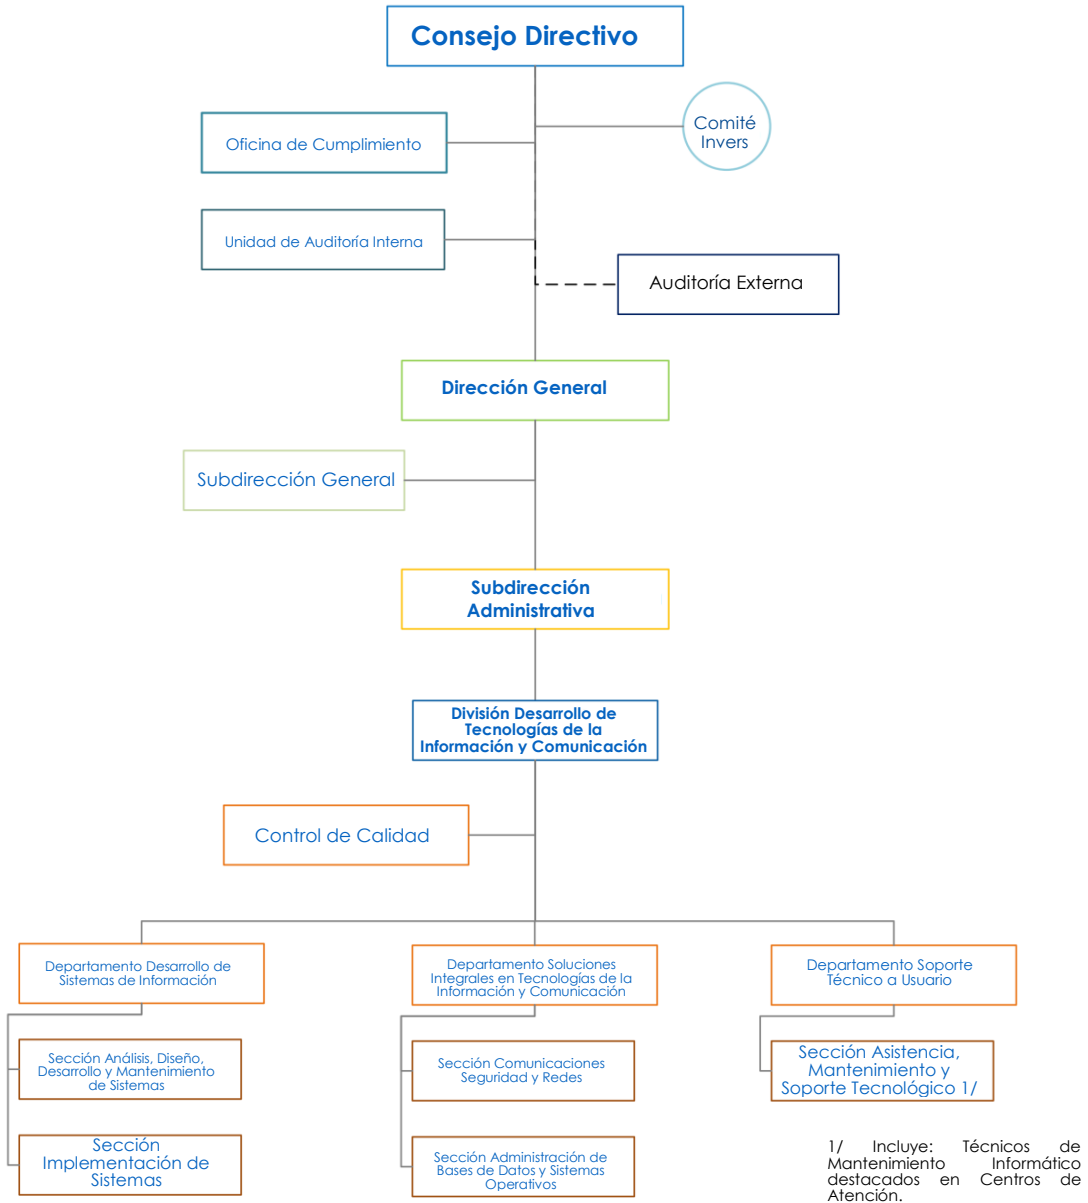 Consejo Directivo
Comité
Invers
Oficina de Cumplimiento
Unidad de Auditoría Interna
Auditoría Externa
Dirección General
Subdirección General
Subdirección
Administrativa
División Desarrollo de
Tecnologías de la
Información y Comunicación
Control de Calidad
Departamento Desarrollo de
Sistemas de Información
Departamento Soluciones
Integrales en Tecnologías de la
Información y Comunicación
Departamento Soporte
Técnico a Usuario
Sección Análisis, Diseño,
Desarrollo y Mantenimiento
de Sistemas
Sección Comunicaciones
Seguridad y Redes
Sección Asistencia,
Mantenimiento y
Soporte Tecnológico 1/
Sección
Implementación de
Sistemas
Sección Administración de
Bases de Datos y Sistemas
Operativos
1/ Incluye: Técnicos de
Mantenimiento Informático
destacados en Centros de
Atención.